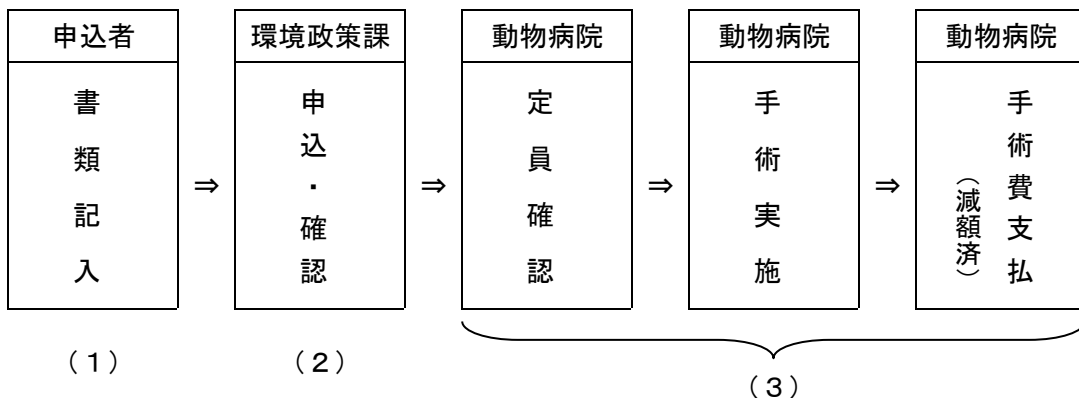 申込者
書類記入
⇒
環境政策課
申込・確認
⇒
動物病院
定員確認
⇒
動物病院
手術実施
⇒
動物病院
手術費支払
（減額済）
（１）
（２）
（３）